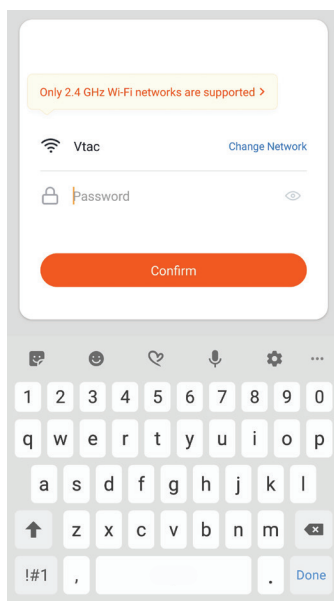 Only 2.4 GHz Wi-Fi networks are supported >
Vtac Change Network
Password
Confirm
1 2 3 4 5 6 7 8 9 0
q w e r t y u i o p
a s d f g h j k l
z x c v b n m
!#1 , . Done